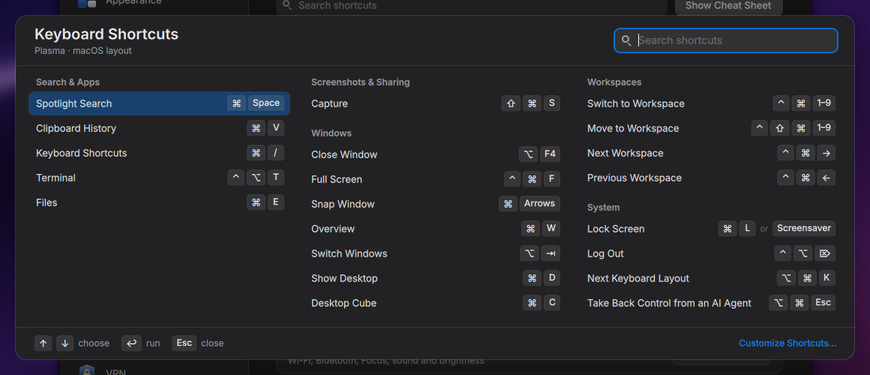 Appearance
Search shortcuts
Show Cheat Sheet
Keyboard Shortcuts
Plasma · macOS layout
Search shortcuts
Search & Apps
Spotlight Search ⌘ Space
Clipboard History ⌘ V
Keyboard Shortcuts ⌘ /
Terminal ^ ⌥ T
Files ⌘ E
Screenshots & Sharing
Capture ⇧ ⌘ S
Windows
Close Window ⌥ F4
Full Screen ^ ⌘ F
Snap Window ⌘ Arrows
Overview ⌘ W
Switch Windows ⌥ ⇥
Show Desktop ⌘ D
Desktop Cube ⌘ C
Workspaces
Switch to Workspace ^ ⌘ 1–9
Move to Workspace ^ ⇧ ⌘ 1–9
Next Workspace ^ ⌘ →
Previous Workspace ^ ⌘ ←
System
Lock Screen ⌘ L or Screensaver
Log Out ^ ⌥ ⌦
Next Keyboard Layout ⌥ ⌘ K
Take Back Control from an AI Agent ⌥ ⌘ Esc
↑ ↓ choose ↩ run Esc close
Customize Shortcuts...
Wi-Fi, Bluetooth, Focus, sound and brightness
VPN